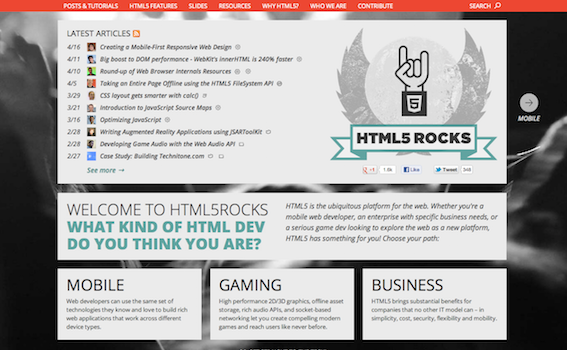 POSTS & TUTORIALS HTML5 FEATURES SLIDES RESOURCES WHY HTML5? WHO WE ARE CONTRIBUTE SEARCH
LATEST ARTICLES
4/16 Creating a Mobile-First Responsive Web Design
4/11 Big boost to DOM performance - WebKit's innerHTML is 240% faster
4/10 Round-up of Web Browser Internals Resources
4/5 Taking an Entire Page Offline using the HTML5 FileSystem API
3/29 CSS layout gets smarter with calc()
3/21 Introduction to JavaScript Source Maps
3/16 Optimizing JavaScript
2/28 Writing Augmented Reality Applications using JSARToolKit
2/28 Developing Game Audio with the Web Audio API
2/27 Case Study: Building Technitone.com
See more →
5
HTML5 ROCKS
+1 1.8k Like Tweet 549
MOBILE
WELCOME TO HTML5ROCKS
WHAT KIND OF HTML DEV
DO YOU THINK YOU ARE?
HTML5 is the ubiquitous platform for the web. Whether you're a
mobile web developer, an enterprise with specific business needs, or
a serious game dev looking to explore the web as a new platform,
HTML5 has something for you! Choose your path:
MOBILE
Web developers can use the same set of
technologies they know and love to build rich
web applications that work across different
device types.
GAMING
High performance 2D/3D graphics, offline asset
storage, rich audio APIs, and socket-based
networking let you create compelling modern
games and reach users like never before.
BUSINESS
HTML5 brings substantial benefits for
companies that no other IT model can – in
simplicity, cost, security, flexibility and mobility.